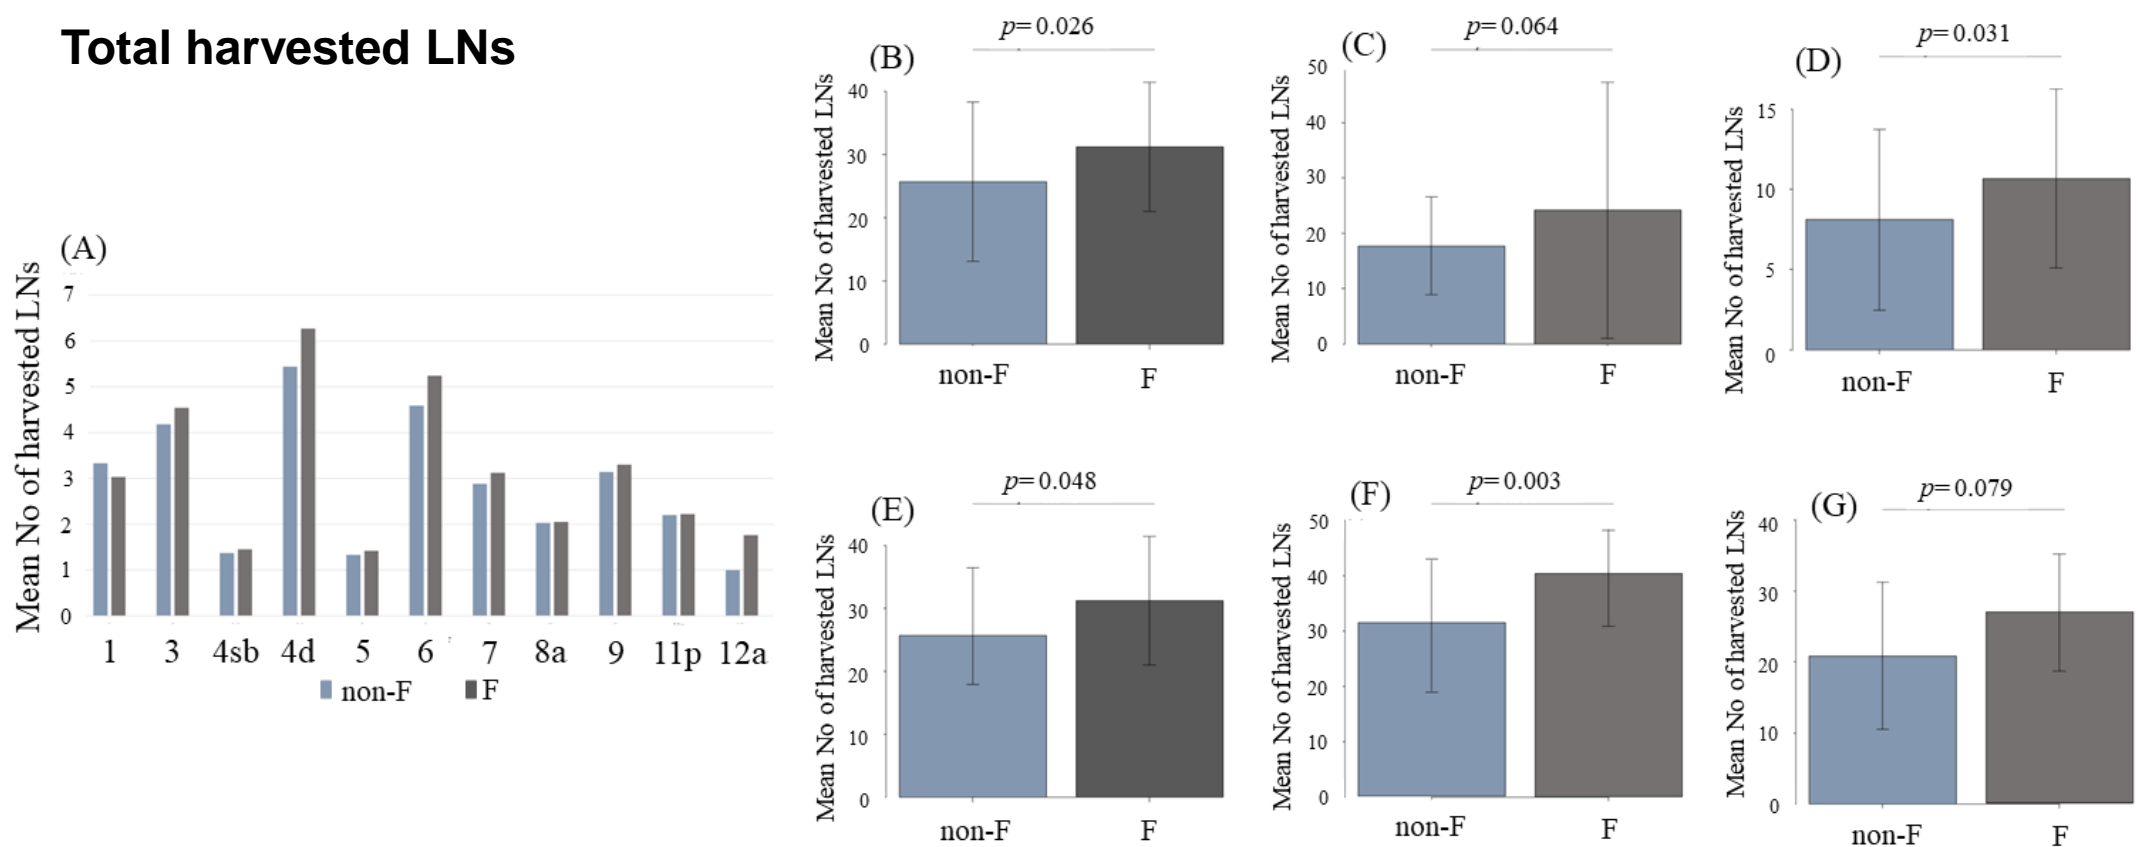 Total harvested LNs
(A)
Mean No of harvested LNs
7
6
5
4
3
2
1
0
1 3 4sb 4d 5 6 7 8a 9 11p 12a
non-F F
(B)
p=0.026
Mean No of harvested LNs
40
30
20
10
0
non-F F
(C)
p=0.064
Mean No of harvested LNs
50
40
30
20
10
0
non-F F
(D)
p=0.031
Mean No of harvested LNs
15
10
5
0
non-F F
(E)
p=0.048
Mean No of harvested LNs
40
30
20
10
0
non-F F
(F)
p=0.003
Mean No of harvested LNs
50
40
30
20
10
0
non-F F
(G)
p=0.079
Mean No of harvested LNs
40
30
20
10
0
non-F F